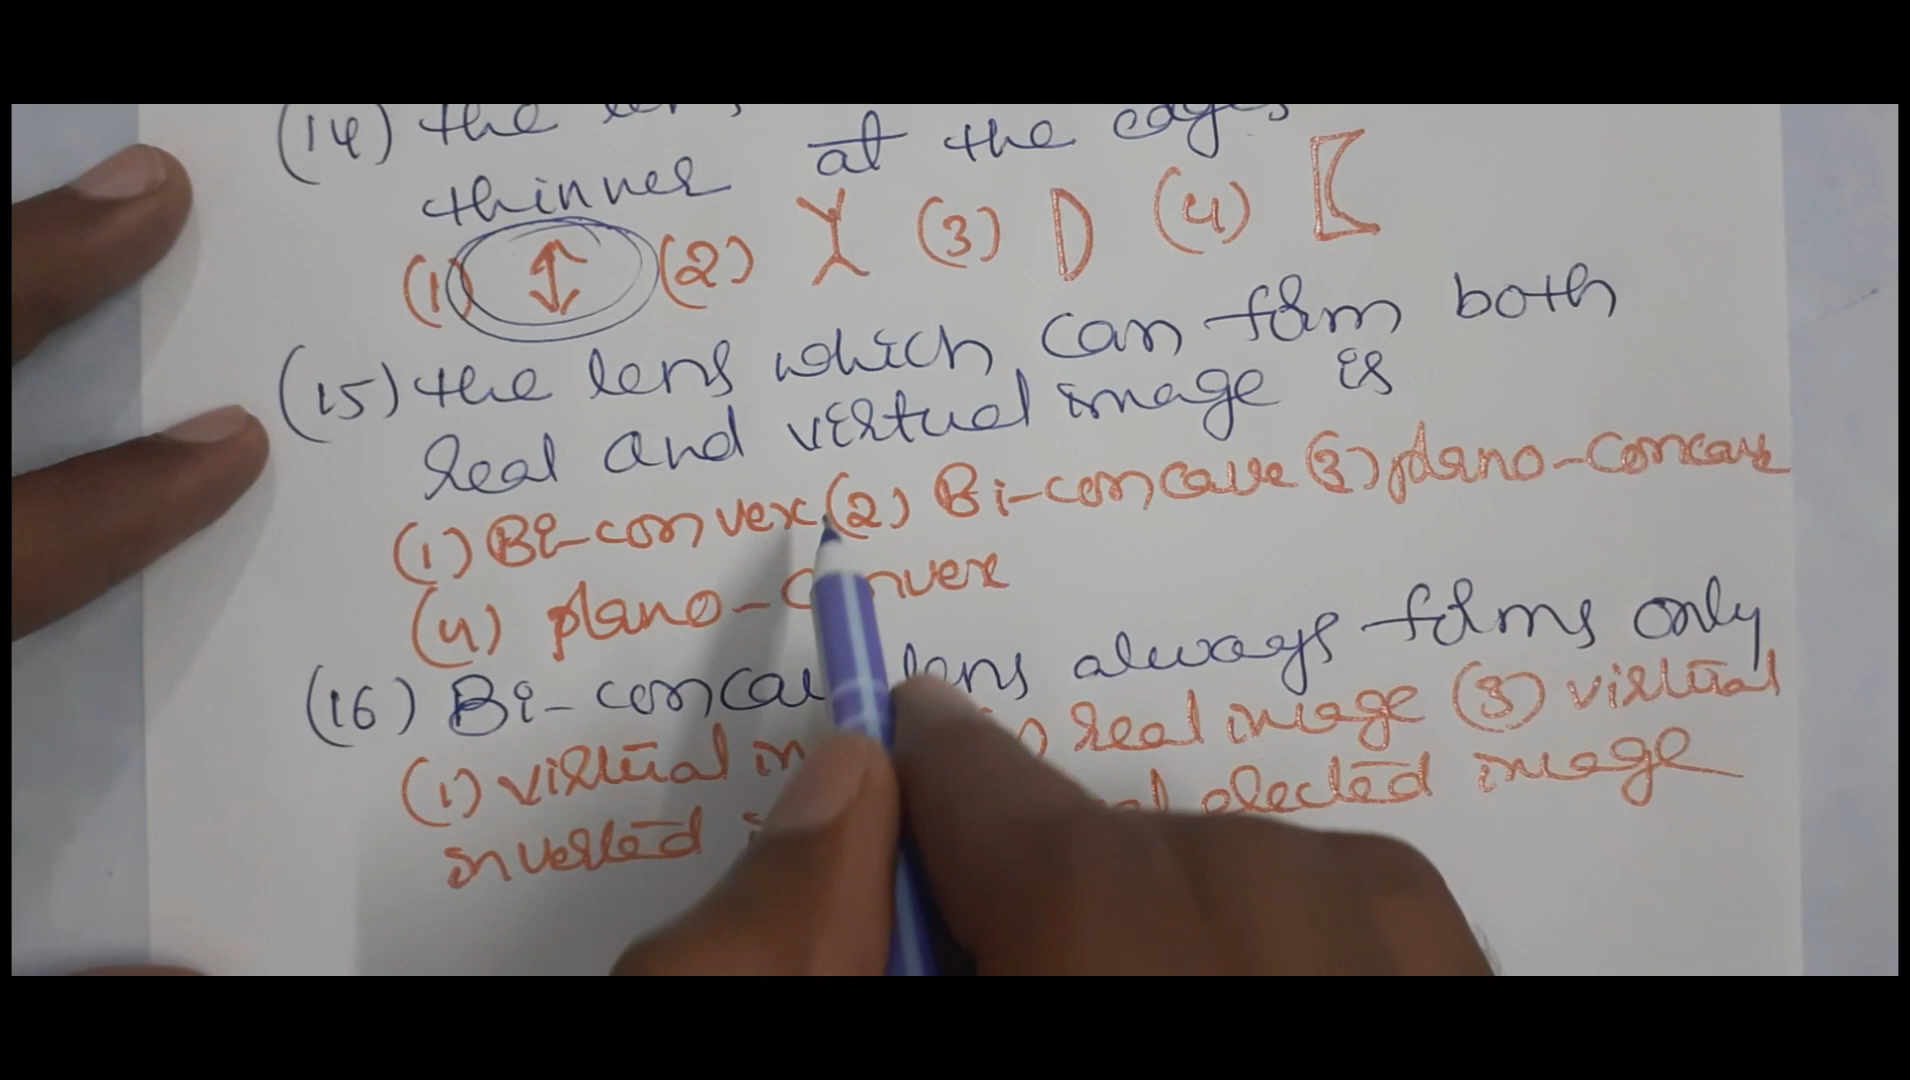 (14) the
thinner at the edges
(1) (2) (3) (4)
(15) the lens which can form both
real and virtual image is
(1) Bi-convex (2) Bi-concave (3) plano-concave
(4) plano-convex
(16) Bi-concave lens always forms only
(1) virtual real image (3) virtual
inverted erected image